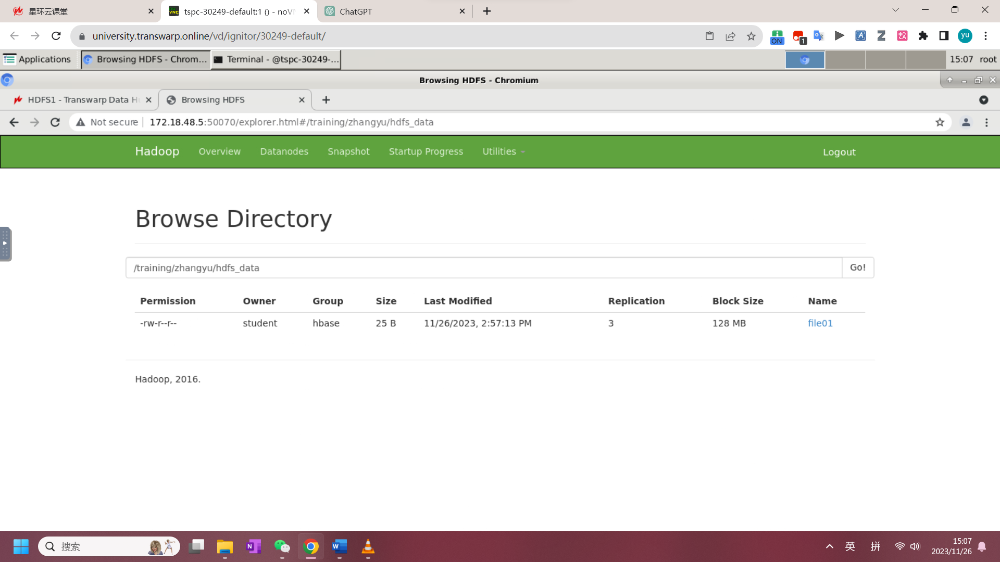 星环云课堂
tspc-30249-default:1 () - noVN
ChatGPT
university.transwarp.online/vd/ignitor/30249-default/
ON
1
yu
Applications
Browsing HDFS - Chrom...
Terminal - @tspc-30249-...
15:07
root
Browsing HDFS - Chromium
HDFS1 - Transwarp Data H
Browsing HDFS
Not secure
172.18.48.5:50070/explorer.html#/training/zhangyu/hdfs_data
Hadoop
Overview
Datanodes
Snapshot
Startup Progress
Utilities
Logout
Browse Directory
/training/zhangyu/hdfs_data
Go!
Permission Owner Group Size Last Modified Replication Block Size Name
-rw-r--r-- student hbase 25 B 11/26/2023, 2:57:13 PM 3 128 MB file01
Hadoop, 2016.
搜索
英
拼
15:07
2023/11/26